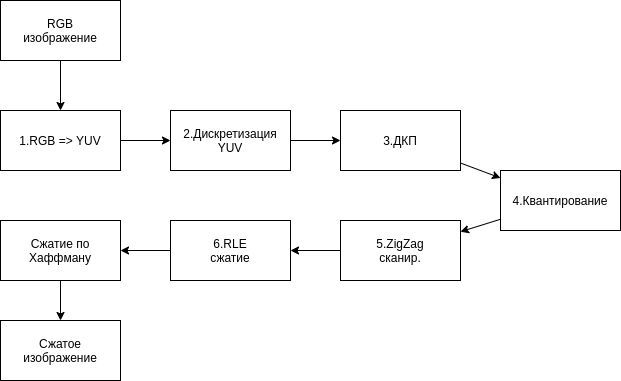 RGB
изображение
1.RGB => YUV
2.Дискретизация
YUV
3.ДКП
4.Квантирование
5.ZigZag
сканир.
6.RLE
сжатие
Сжатие по
Хаффману
Сжатое
изображение